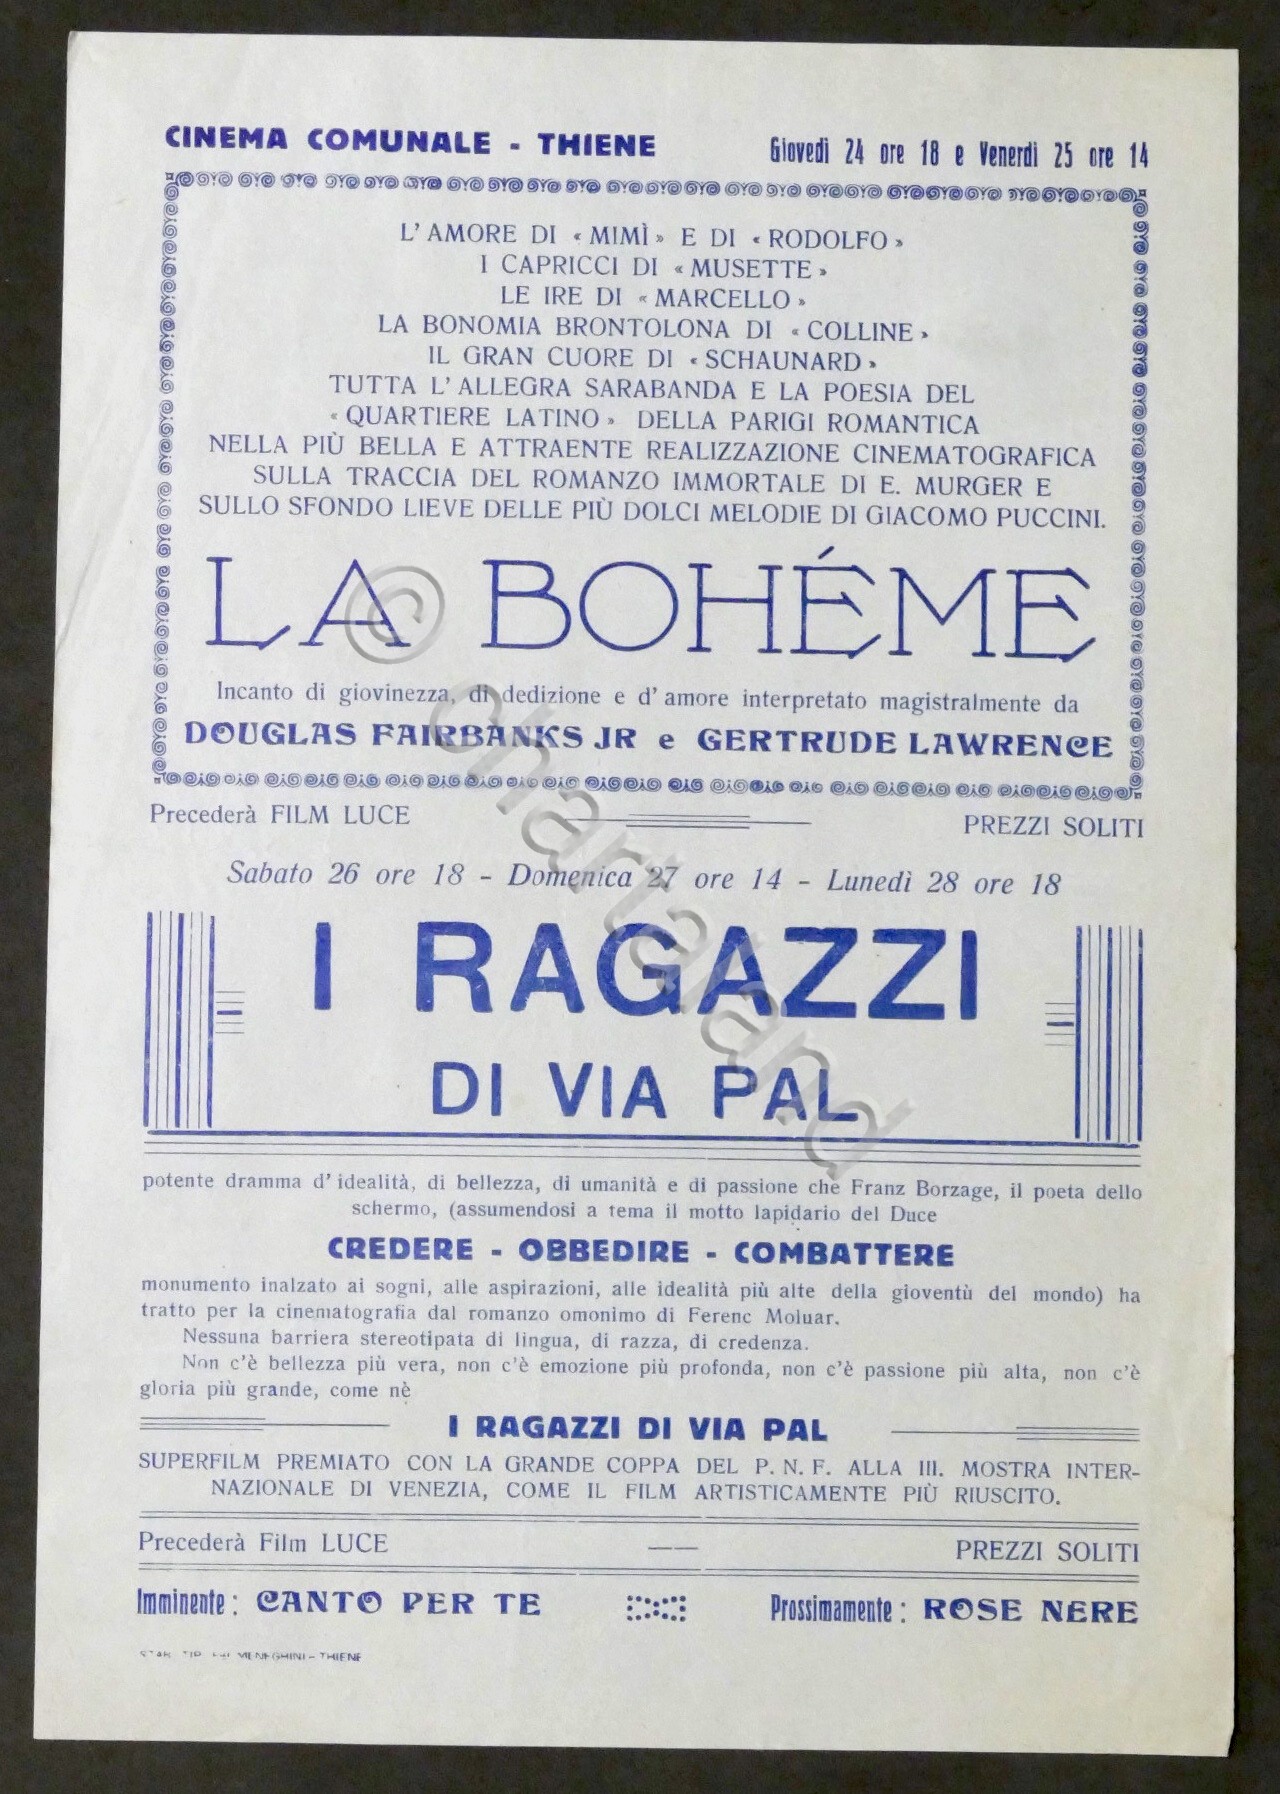 CINEMA COMUNALE - THIENE
Giovedì 24 ore 18 e Venerdì 25 ore 14
L'AMORE DI « MIMÌ » E DI « RODOLFO »
I CAPRICCI DI « MUSETTE »
LE IRE DI « MARCELLO »
LA BONOMIA BRONTOLONA DI « COLLINE »
IL GRAN CUORE DI « SCHAUNARD »
TUTTA L'ALLEGRA SARABANDA E LA POESIA DEL
« QUARTIERE LATINO » DELLA PARIGI ROMANTICA
NELLA PIÙ BELLA E ATTRAENTE REALIZZAZIONE CINEMATOGRAFICA
SULLA TRACCIA DEL ROMANZO IMMORTALE DI E. MURGER E
SULLO SFONDO LIEVE DELLE PIÙ DOLCI MELODIE DI GIACOMO PUCCINI.
LA BOHÉME
Incanto di giovinezza, di dedizione e d'amore interpretato magistralmente da
DOUGLAS FAIRBANKS JR e GERTRUDE LAWRENCE
Precederà FILM LUCE
PREZZI SOLITI
Sabato 26 ore 18 - Domenica 27 ore 14 - Lunedì 28 ore 18
I RAGAZZI
DI VIA PAL
potente dramma d'idealità, di bellezza, di umanità e di passione che Franz Borzage, il poeta dello
schermo, (assumendosi a tema il motto lapidario del Duce
CREDERE - OBBEDIRE - COMBATTERE
monumento inalzato ai sogni, alle aspirazioni, alle idealità più alte della gioventù del mondo) ha
tratto per la cinematografia dal romanzo omonimo di Ferenc Moluar.
Nessuna barriera stereotipata di lingua, di razza, di credenza.
Non c'è bellezza più vera, non c'è emozione più profonda, non c'è passione più alta, non c'è
gloria più grande, come nè
I RAGAZZI DI VIA PAL
SUPERFILM PREMIATO CON LA GRANDE COPPA DEL P. N. F. ALLA III. MOSTRA INTER-
NAZIONALE DI VENEZIA, COME IL FILM ARTISTICAMENTE PIÙ RIUSCITO.
Precederà Film LUCE
PREZZI SOLITI
Imminente : CANTO PER TE
Prossimamente : ROSE NERE
MENEGHINI - THIENE
© chartaland